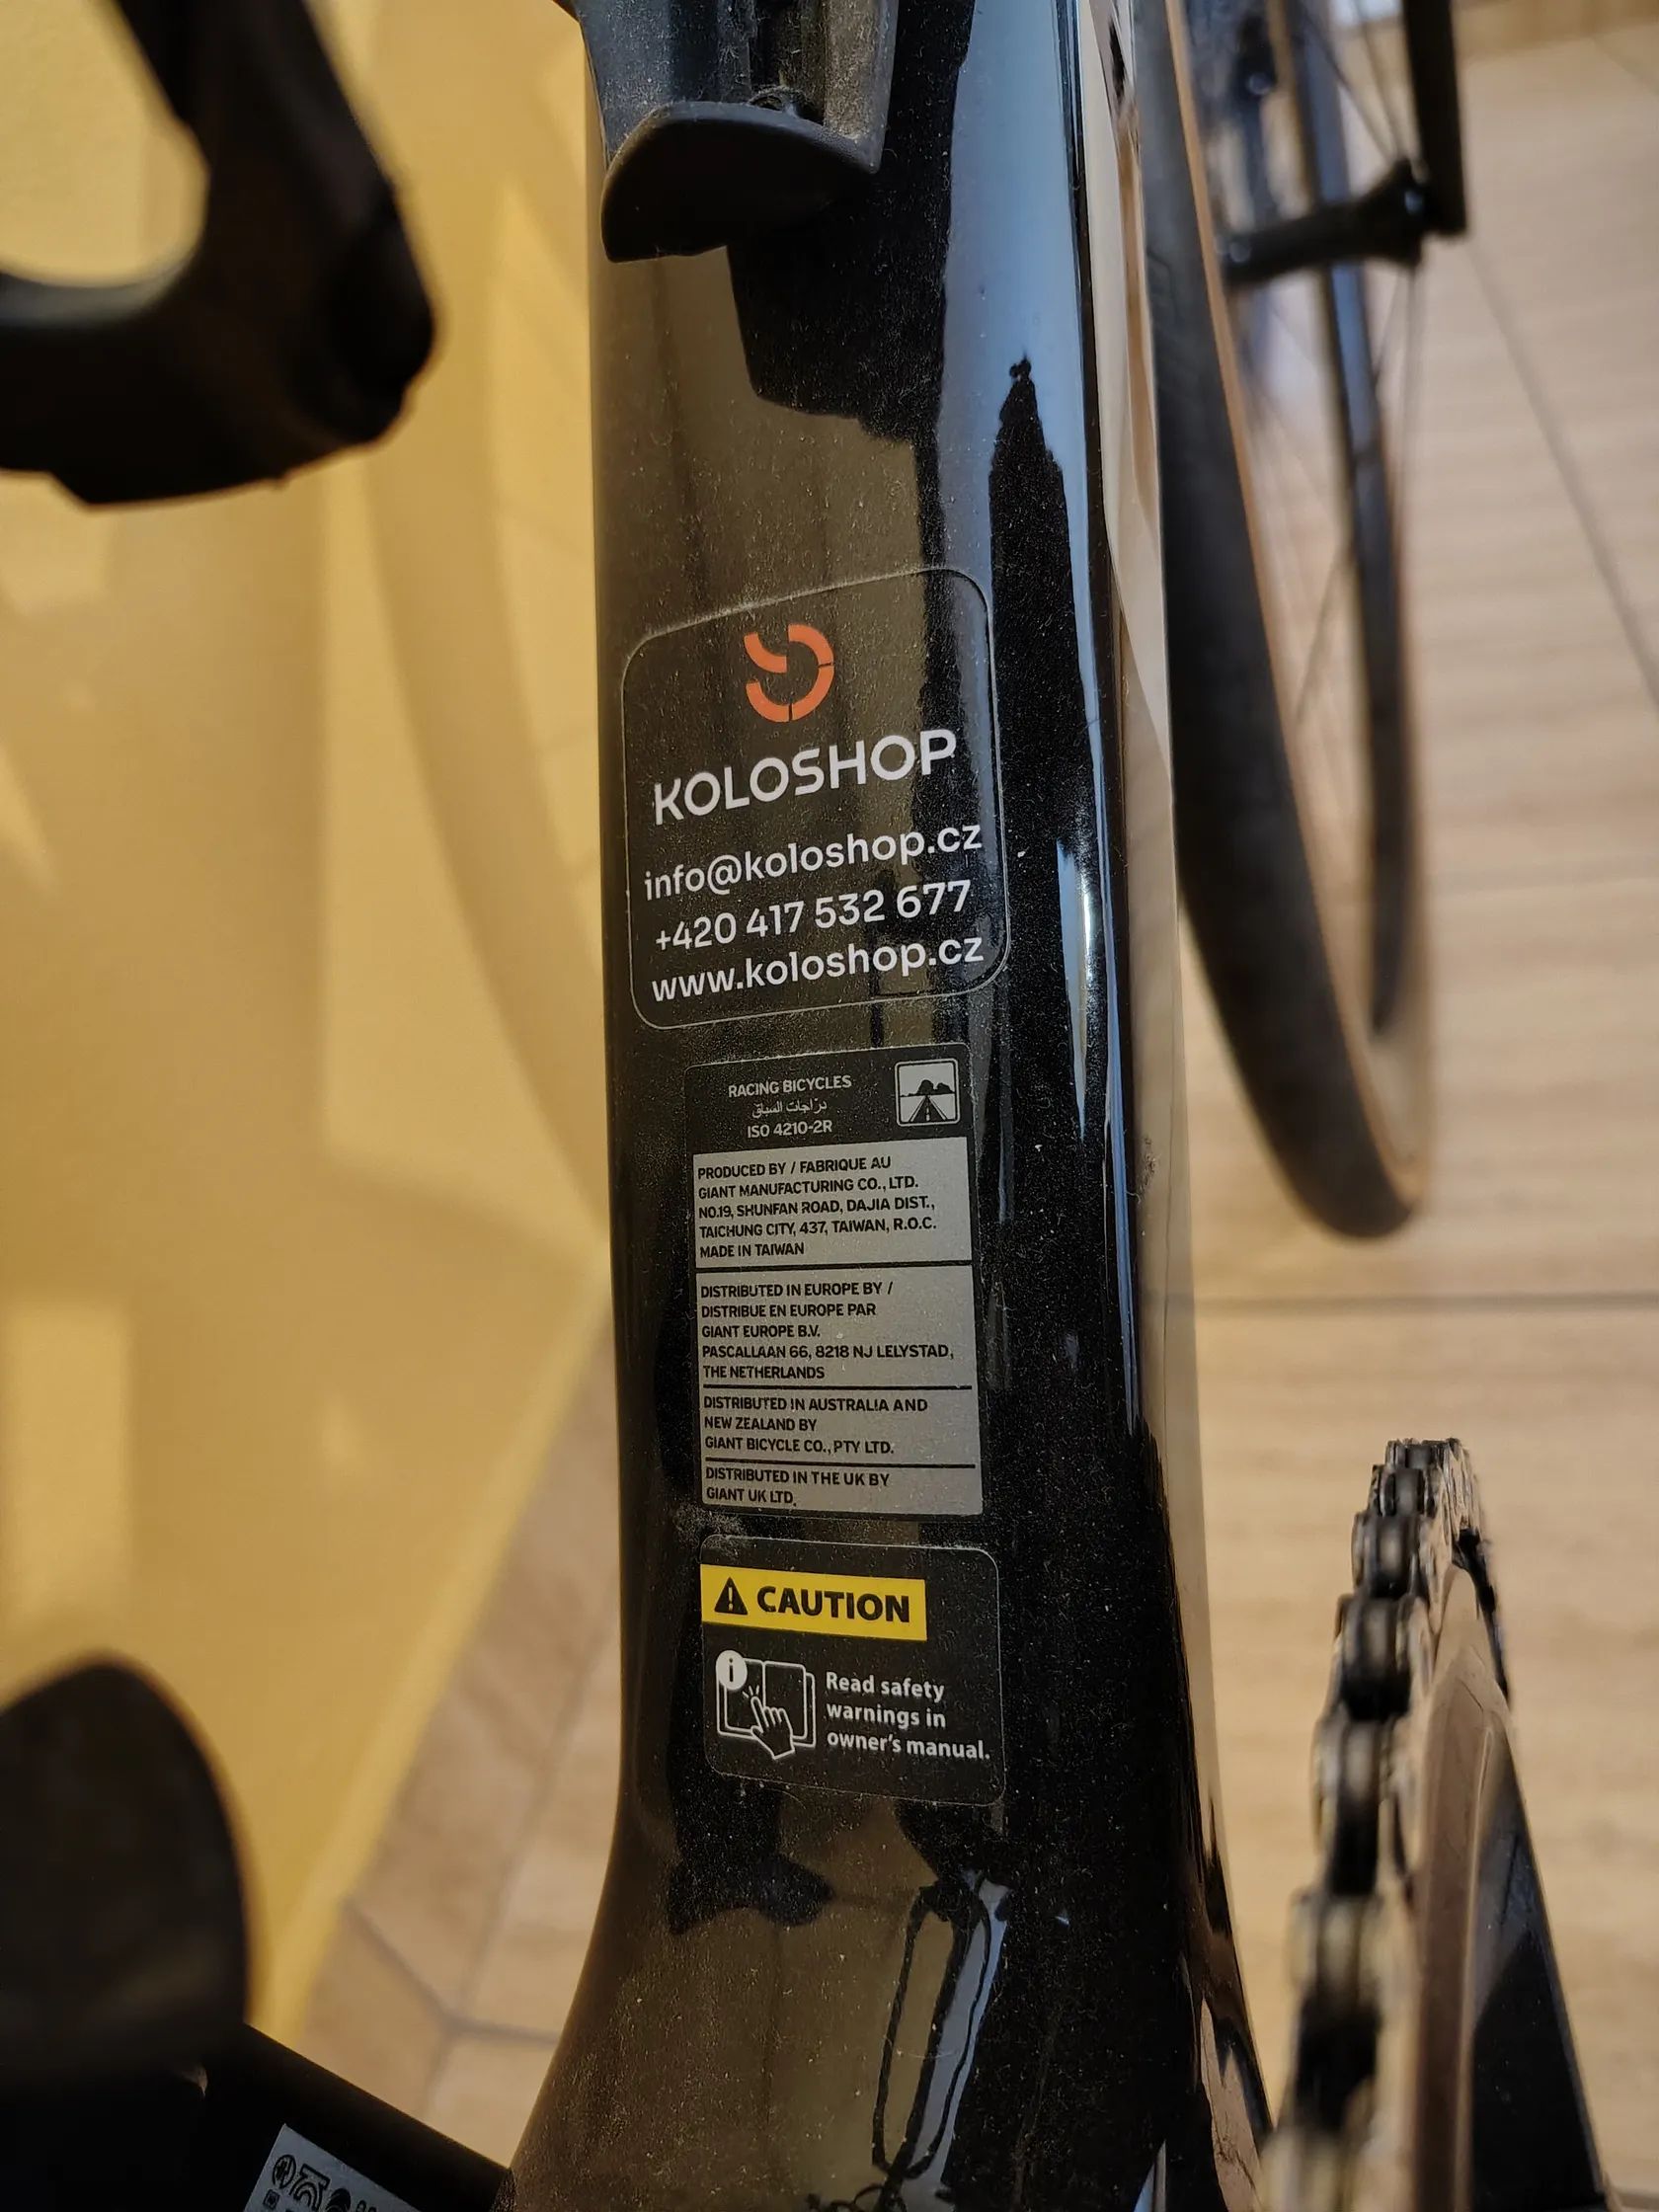 KOLOSHOP
info@koloshop.cz
+420 417 532 677
www.koloshop.cz
RACING BICYCLES
دراجات السباق
ISO 4210-2R
PRODUCED BY / FABRIQUE AU
GIANT MANUFACTURING CO., LTD.
NO.19, SHUNFAN ROAD, DAJIA DIST.,
TAICHUNG CITY, 437, TAIWAN, R.O.C.
MADE IN TAIWAN
DISTRIBUTED IN EUROPE BY /
DISTRIBUE EN EUROPE PAR
GIANT EUROPE B.V.
PASCALLAAN 66, 8218 NJ LELYSTAD,
THE NETHERLANDS
DISTRIBUTED IN AUSTRALIA AND
NEW ZEALAND BY
GIANT BICYCLE CO., PTY LTD.
DISTRIBUTED IN THE UK BY
GIANT UK LTD.
CAUTION
Read safety
warnings in
owner's manual.